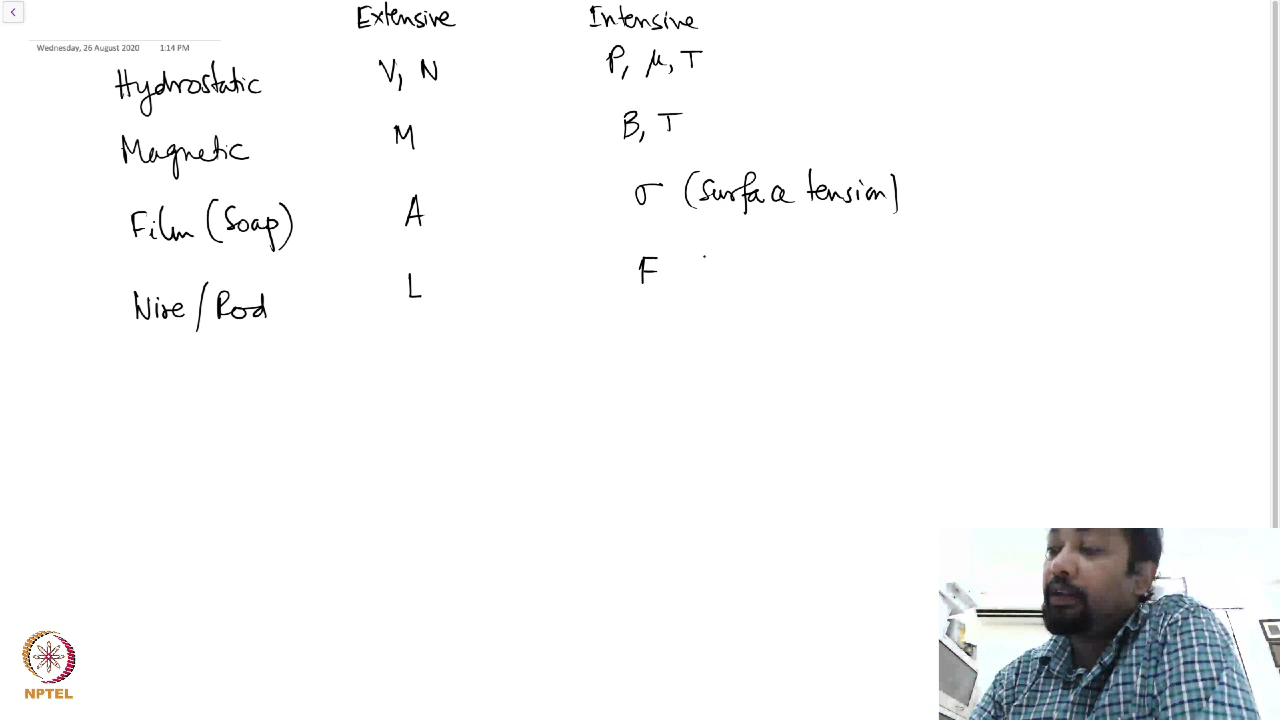 Extensive Intensive
Wednesday, 26 August 2020 1:14 PM
Hydrostatic V, N P, μ, T
Magnetic M B, T
Film (Soap) A σ (Surface tension)
Wire / Rod L F
NPTEL